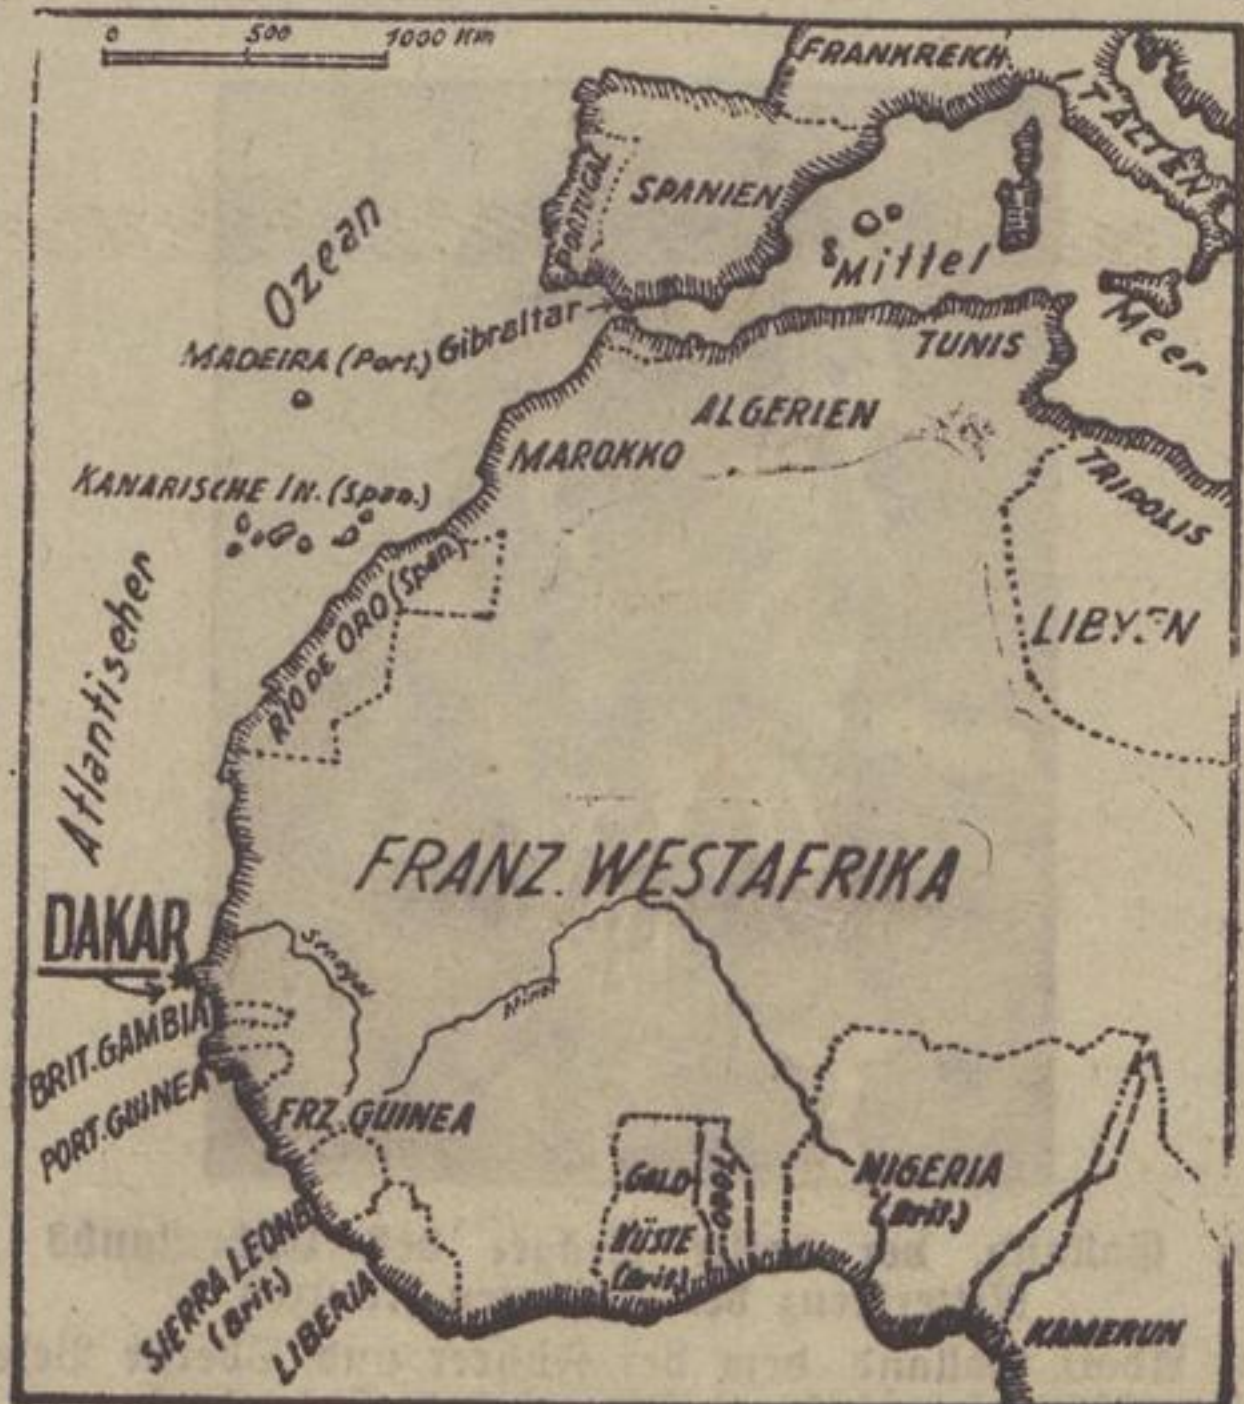 0 500 1000 Km
FRANKREICH
ITALIEN
PORTUGAL
SPANIEN
Ozean
Mittel
Meer
Gibraltar
MADEIRA (Port.)
TUNIS
ALGERIEN
MAROKKO
KANARISCHE IN. (Span.)
TRIPOLIS
RIO DE ORO (Span.)
LIBYEN
Atlantischer
FRANZ. WESTAFRIKA
DAKAR
Senegal
BRIT. GAMBIA
PORT. GUINEA
FRZ. GUINEA
GOLD
KÜSTE
(Brit.)
TOGO
NIGERIA
(Brit.)
SIERRA LEONE
(Brit.)
LIBERIA
KAMERUN